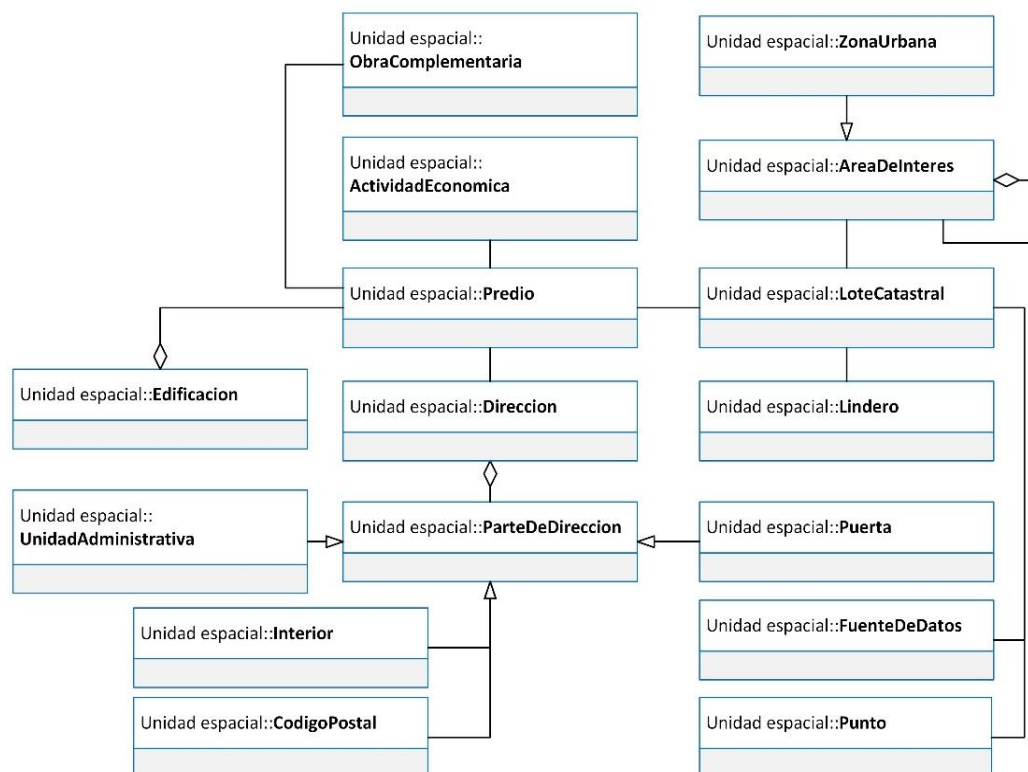 Unidad espacial::
ObraComplementaria
Unidad espacial::ZonaUrbana
Unidad espacial::
ActividadEconomica
Unidad espacial::AreaDeInteres
Unidad espacial::Predio
Unidad espacial::LoteCatastral
Unidad espacial::Edificacion
Unidad espacial::Direccion
Unidad espacial::Lindero
Unidad espacial::
UnidadAdministrativa
Unidad espacial::ParteDeDireccion
Unidad espacial::Puerta
Unidad espacial::Interior
Unidad espacial::FuenteDeDatos
Unidad espacial::CodigoPostal
Unidad espacial::Punto